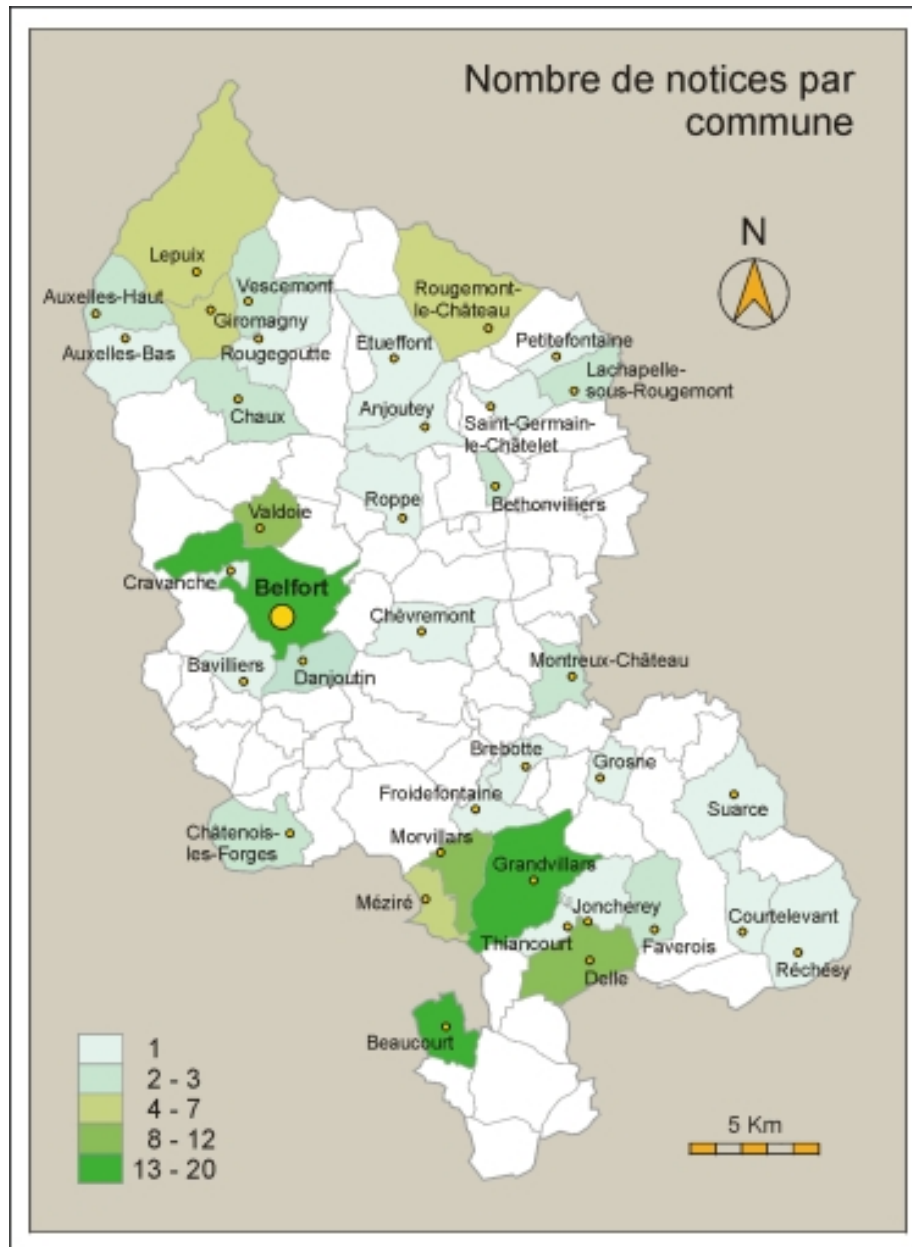 Nombre de notices par
commune
N
Lepuix
Auxelles-Haut
Vescemont
Giromagny
Auxelles-Bas
Rougegoutte
Rougemont-
le-Château
Etueffont
Petitefontaine
Lachapelle-
sous-Rougemont
Chaux
Anjoutey
Saint-Germain-
le-Châtelet
Roppe
Bethonvilliers
Valdoie
Cravanche
Belfort
Chèvremont
Bavilliers
Danjoutin
Montreux-Château
Brebotte
Grosne
Froidefontaine
Suarce
Châtenois-
les-Forges
Morvillars
Grandvillars
Méziré
Joncherey
Thiancourt
Faverois
Courtelevant
Delle
Réchésy
Beaucourt
1
2 - 3
4 - 7
8 - 12
13 - 20
5 Km